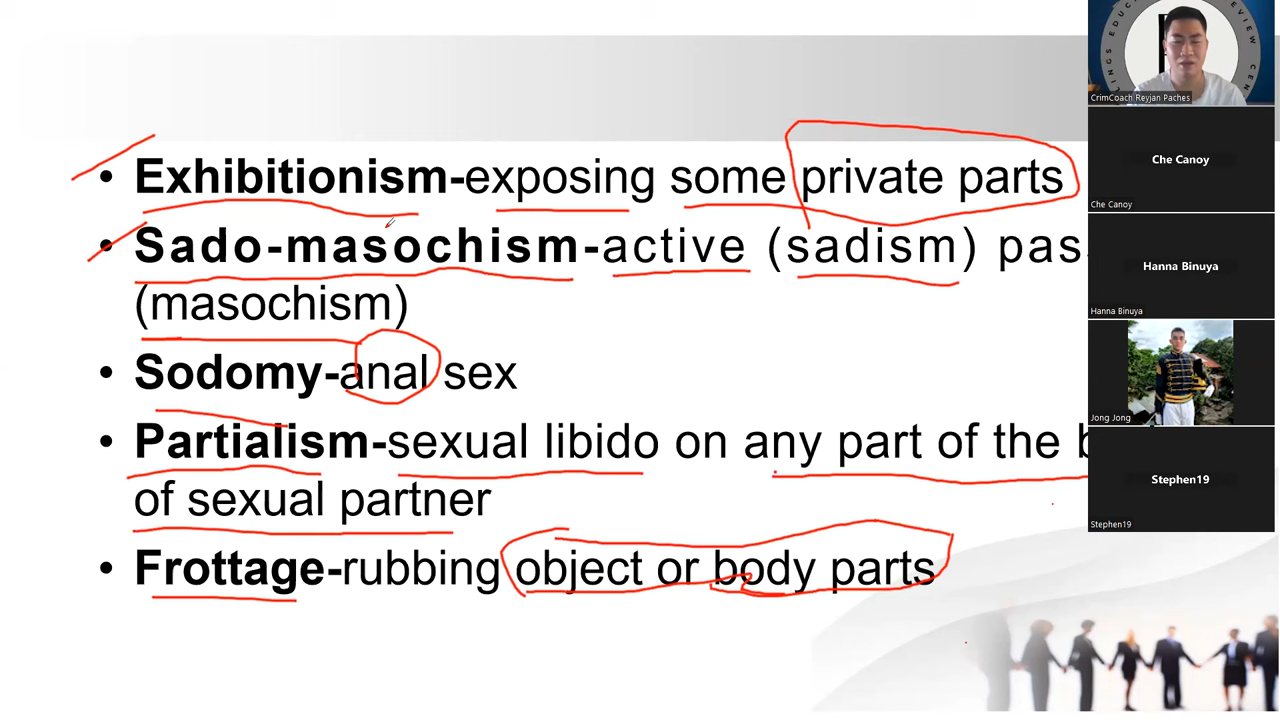 • Exhibitionism-exposing some private parts
• Sado-masochism-active (sadism)
(masochism)
• Sodomy-anal sex
• Partialism-sexual libido on any part of the
of sexual partner
• Frottage-rubbing object or body parts
CrimCoach Reyjan Paches
Che Canoy
Che Canoy
Hanna Binuya
Hanna Binuya
Jong Jong
Stephen19
Stephen19